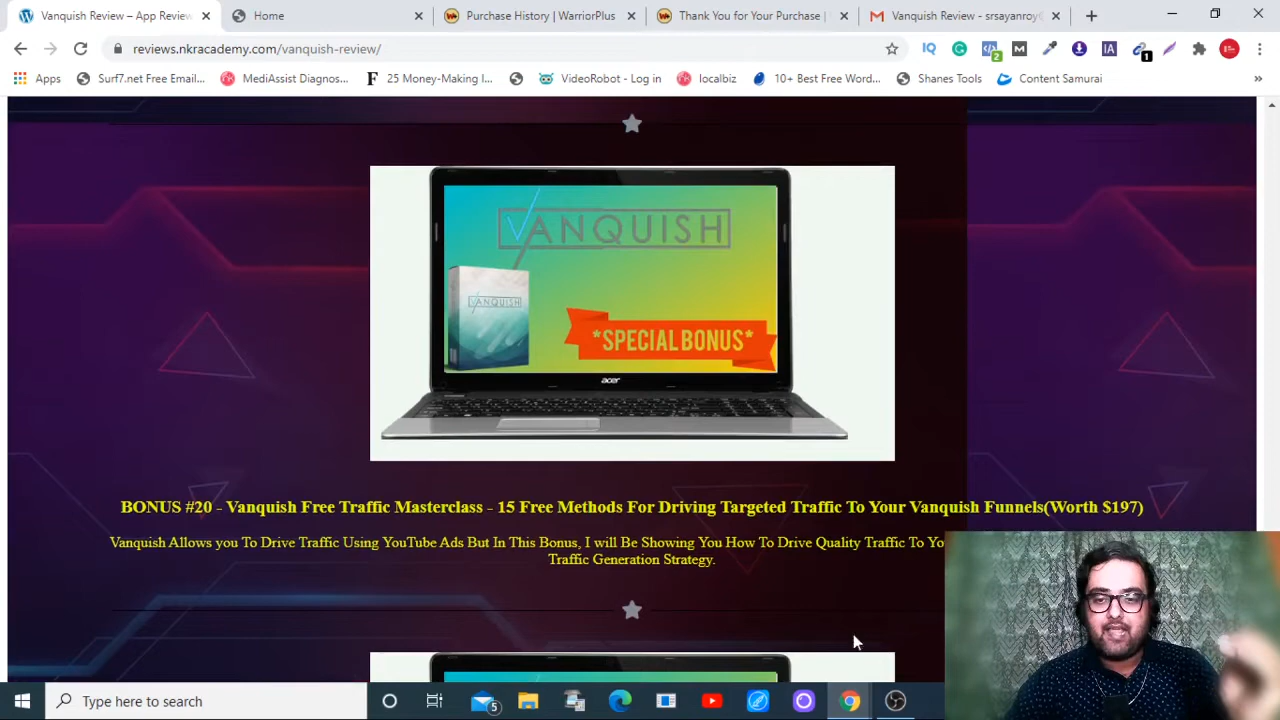 Vanquish Review – App Review
Home
Purchase History | WarriorPlus
Thank You for Your Purchase |
Vanquish Review - srsayanroy@
reviews.nkracademy.com/vanquish-review/
IQ
2
M
IA
1
Apps
Surf7.net Free Email...
MediAssist Diagnos...
25 Money-Making I...
VideoRobot - Log in
localbiz
10+ Best Free Word...
Shanes Tools
Content Samurai
»
VANQUISH
VANQUISH
*SPECIAL BONUS*
acer
BONUS #20 - Vanquish Free Traffic Masterclass - 15 Free Methods For Driving Targeted Traffic To Your Vanquish Funnels(Worth $197)
Vanquish Allows you To Drive Traffic Using YouTube Ads But In This Bonus, I will Be Showing You How To Drive Quality Traffic To
Traffic Generation Strategy.
Type here to search
5